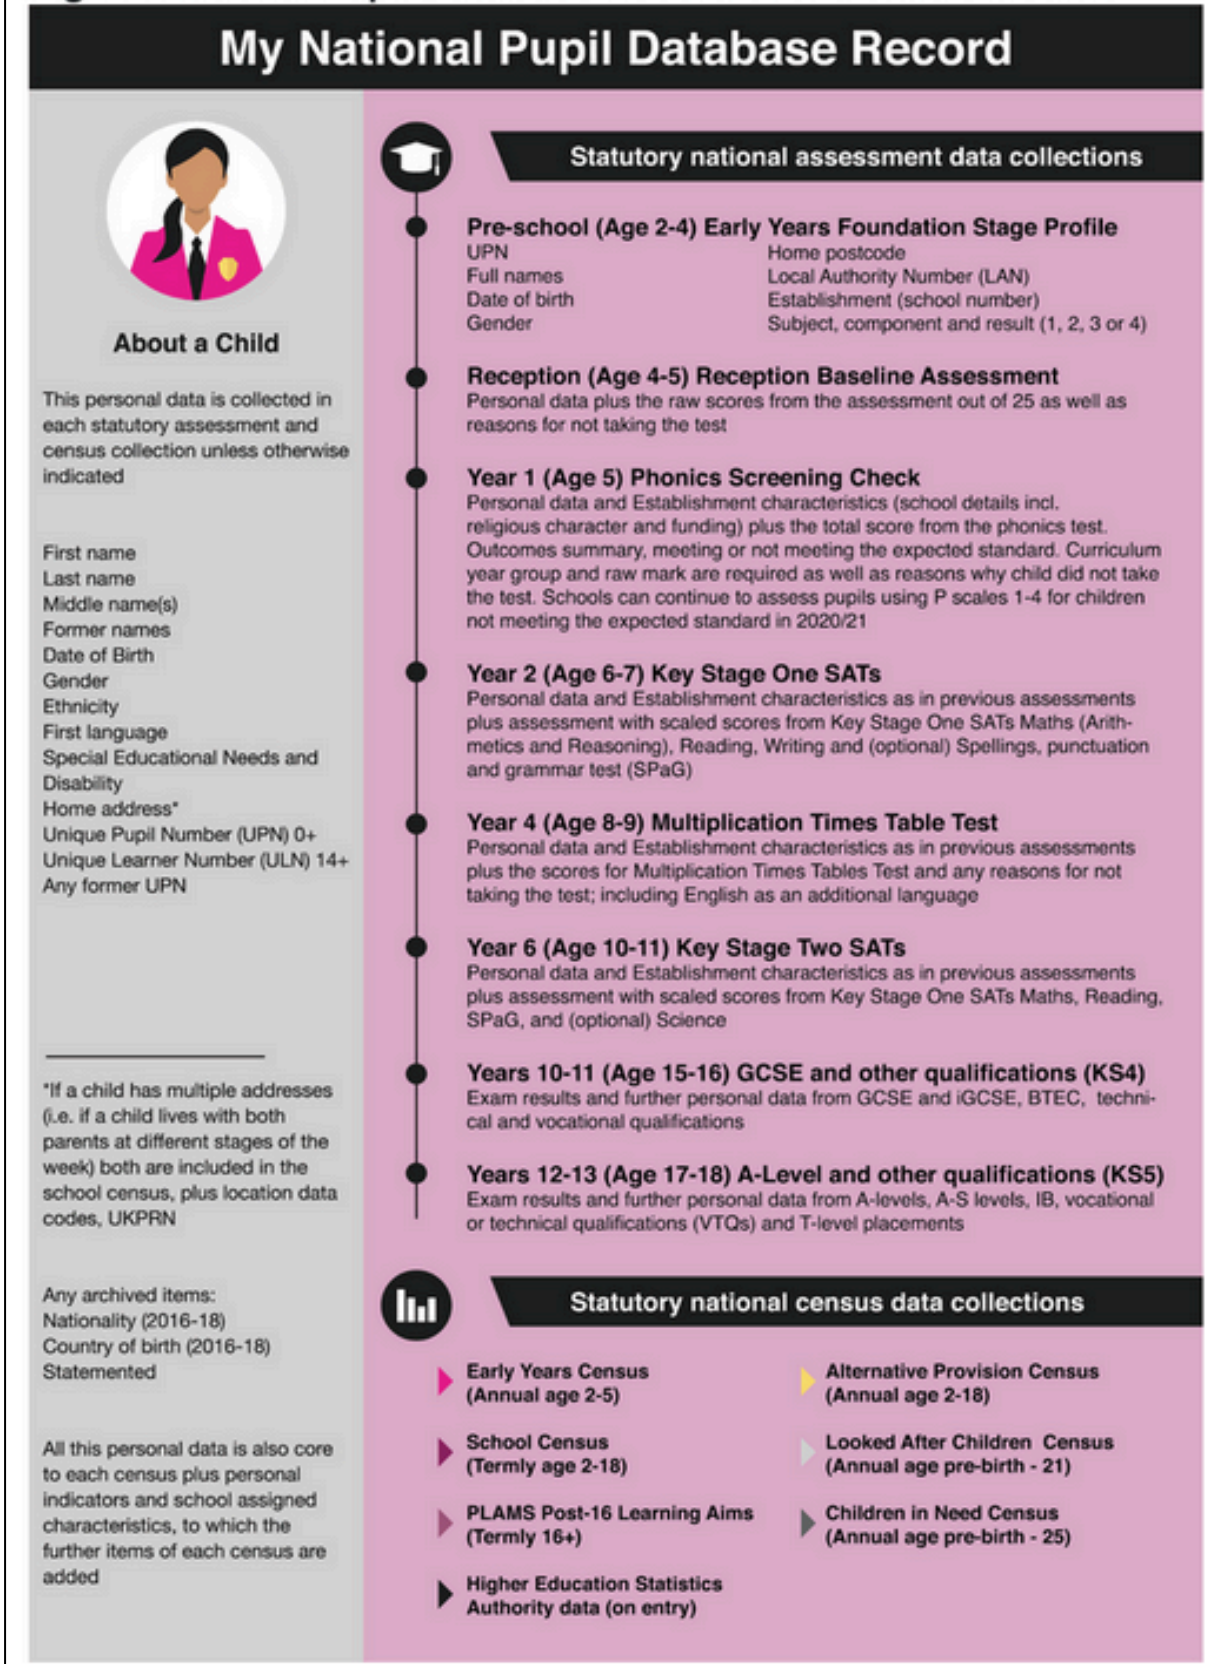 My National Pupil Database Record
About a Child
This personal data is collected in
each statutory assessment and
census collection unless otherwise
indicated
First name
Last name
Middle name(s)
Former names
Date of Birth
Gender
Ethnicity
First language
Special Educational Needs and
Disability
Home address*
Unique Pupil Number (UPN) 0+
Unique Learner Number (ULN) 14+
Any former UPN
*If a child has multiple addresses
(i.e. if a child lives with both
parents at different stages of the
week) both are included in the
school census, plus location data
codes, UKPRN
Any archived items:
Nationality (2016-18)
Country of birth (2016-18)
Statemented
All this personal data is also core
to each census plus personal
indicators and school assigned
characteristics, to which the
further items of each census are
added
Statutory national assessment data collections
Pre-school (Age 2-4) Early Years Foundation Stage Profile
UPN
Full names
Date of birth
Gender
Home postcode
Local Authority Number (LAN)
Establishment (school number)
Subject, component and result (1, 2, 3 or 4)
Reception (Age 4-5) Reception Baseline Assessment
Personal data plus the raw scores from the assessment out of 25 as well as
reasons for not taking the test
Year 1 (Age 5) Phonics Screening Check
Personal data and Establishment characteristics (school details incl.
religious character and funding) plus the total score from the phonics test.
Outcomes summary, meeting or not meeting the expected standard. Curriculum
year group and raw mark are required as well as reasons why child did not take
the test. Schools can continue to assess pupils using P scales 1-4 for children
not meeting the expected standard in 2020/21
Year 2 (Age 6-7) Key Stage One SATs
Personal data and Establishment characteristics as in previous assessments
plus assessment with scaled scores from Key Stage One SATs Maths (Arith-
metics and Reasoning), Reading, Writing and (optional) Spellings, punctuation
and grammar test (SPaG)
Year 4 (Age 8-9) Multiplication Times Table Test
Personal data and Establishment characteristics as in previous assessments
plus the scores for Multiplication Times Tables Test and any reasons for not
taking the test; including English as an additional language
Year 6 (Age 10-11) Key Stage Two SATs
Personal data and Establishment characteristics as in previous assessments
plus assessment with scaled scores from Key Stage One SATs Maths, Reading,
SPaG, and (optional) Science
Years 10-11 (Age 15-16) GCSE and other qualifications (KS4)
Exam results and further personal data from GCSE and iGCSE, BTEC, techni-
cal and vocational qualifications
Years 12-13 (Age 17-18) A-Level and other qualifications (KS5)
Exam results and further personal data from A-levels, A-S levels, IB, vocational
or technical qualifications (VTQs) and T-level placements
Statutory national census data collections
Early Years Census
(Annual age 2-5)
School Census
(Termly age 2-18)
PLAMS Post-16 Learning Aims
(Termly 16+)
Higher Education Statistics
Authority data (on entry)
Alternative Provision Census
(Annual age 2-18)
Looked After Children Census
(Annual age pre-birth - 21)
Children in Need Census
(Annual age pre-birth - 25)